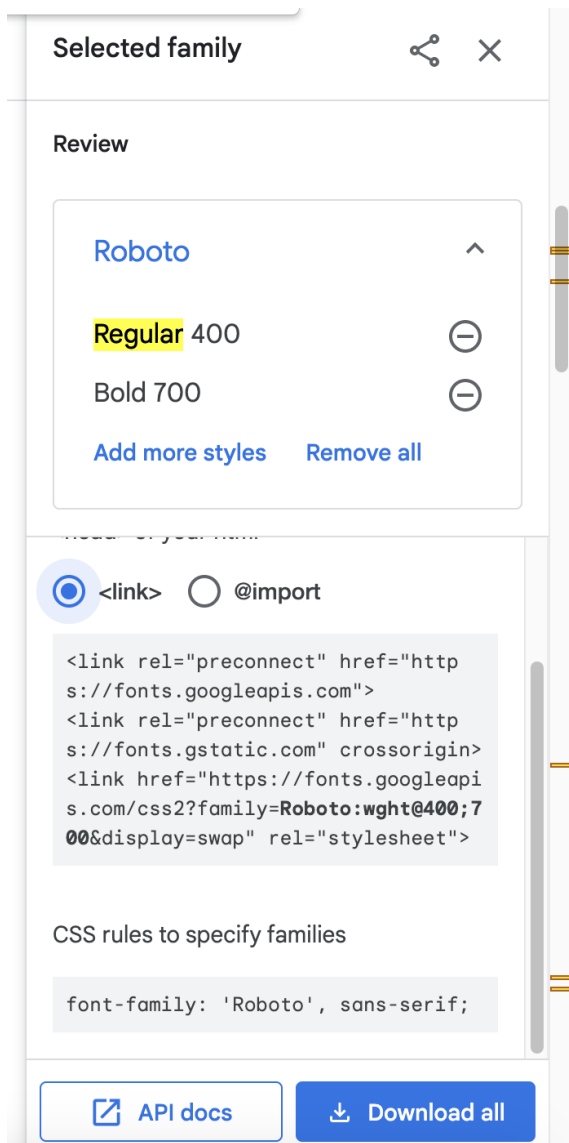 Selected family
Review
Roboto
Regular 400
Bold 700
Add more styles Remove all
<link> @import
<link rel="preconnect" href="http
s://fonts.googleapis.com">
<link rel="preconnect" href="http
s://fonts.gstatic.com" crossorigin>
<link href="https://fonts.googleapi
s.com/css2?family=Roboto:wght@400;7
00&display=swap" rel="stylesheet">
CSS rules to specify families
font-family: 'Roboto', sans-serif;
API docs Download all